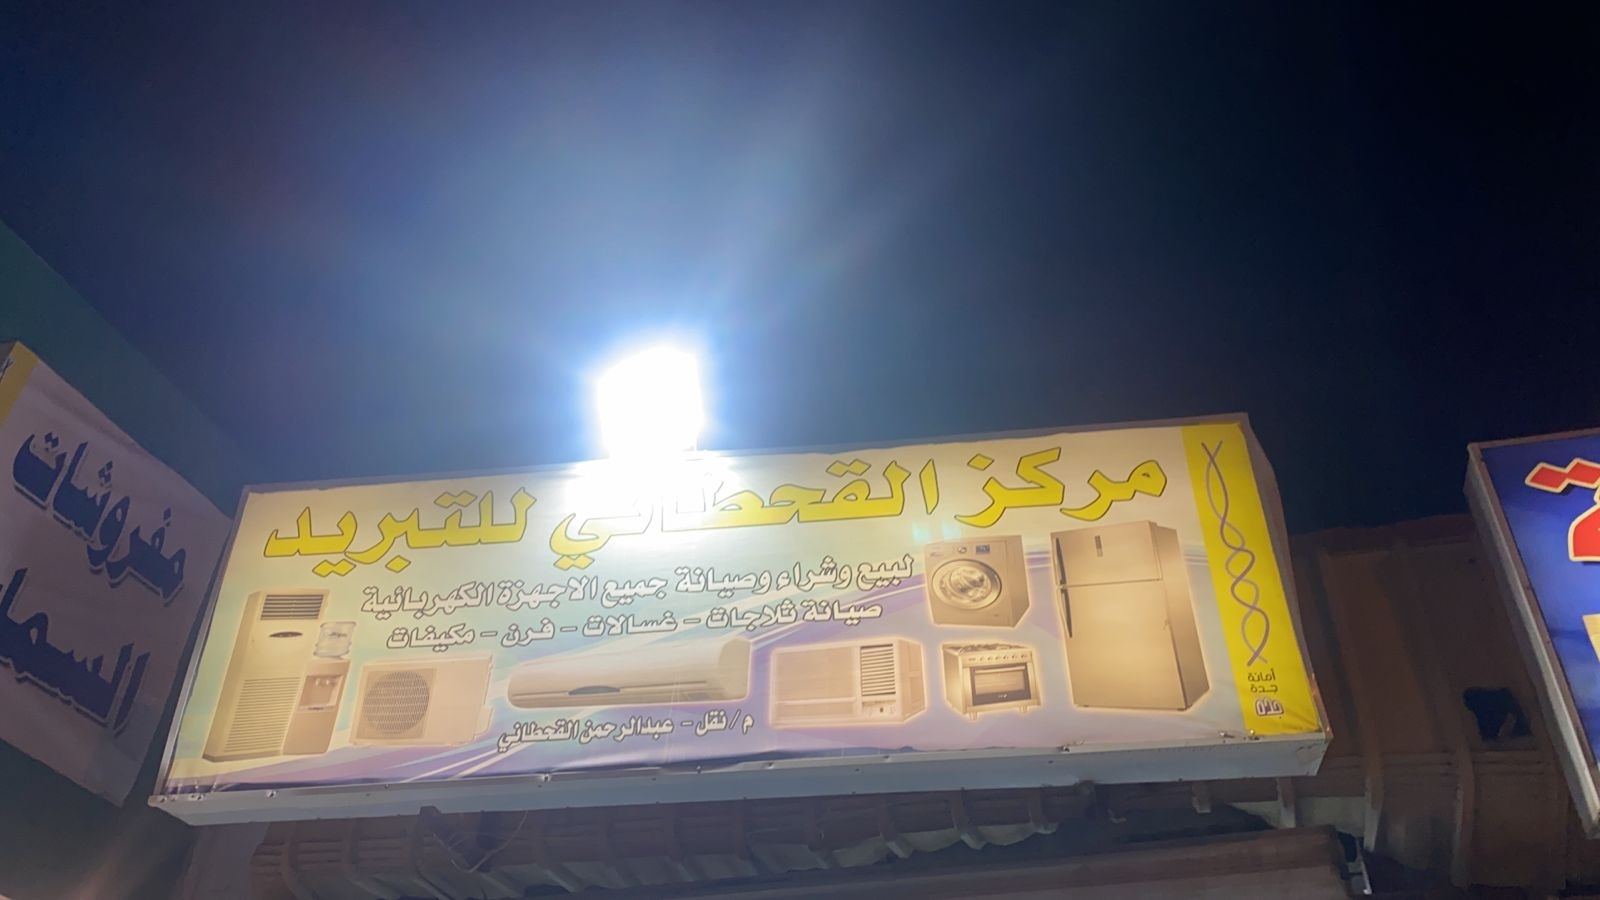 مركز القحطاني للتبريد
لبيع وشراء وصيانة جميع الاجهزة الكهربائية
صيانة ثلاجات - غسالات - فرن - مكيفات
م / نقل - عبدالرحمن القحطاني
أمانة
جدة
مفروشات